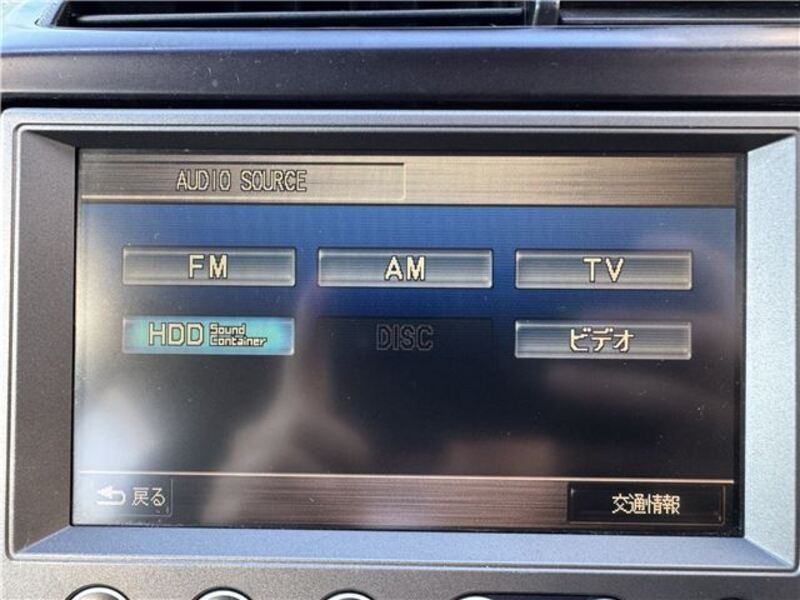 AUDIO SOURCE
FM AM TV
HDD Sound Container DISC ビデオ
戻る 交通情報